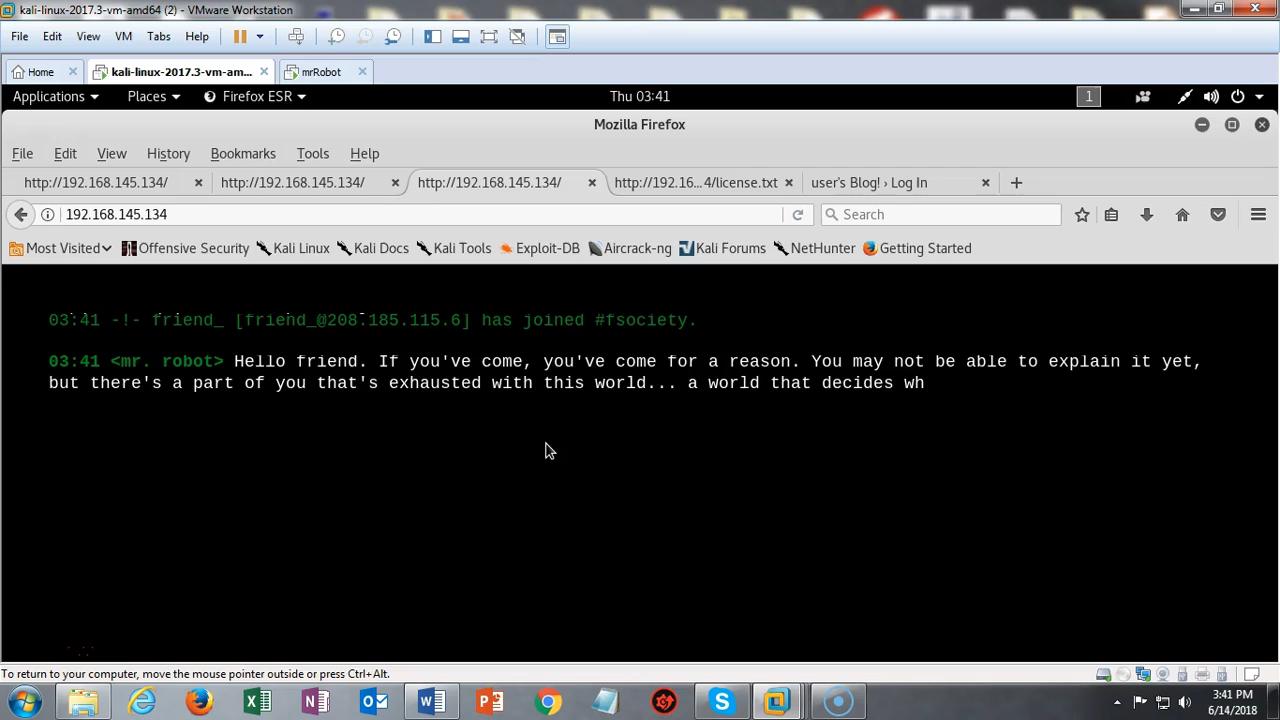 kali-linux-2017.3-vm-amd64 (2) - VMware Workstation
File Edit View VM Tabs Help
Home kali-linux-2017.3-vm-am... mrRobot
Applications Places Firefox ESR Thu 03:41 1
Mozilla Firefox
File Edit View History Bookmarks Tools Help
http://192.168.145.134/ http://192.168.145.134/ http://192.168.145.134/ http://192.16...4/license.txt user's Blog! › Log In
192.168.145.134 Search
Most Visited Offensive Security Kali Linux Kali Docs Kali Tools Exploit-DB Aircrack-ng Kali Forums NetHunter Getting Started
03:41 -!- friend_ [friend_@208.185.115.6] has joined #fsociety.
03:41 <mr. robot> Hello friend. If you've come, you've come for a reason. You may not be able to explain it yet,
but there's a part of you that's exhausted with this world... a world that decides wh
To return to your computer, move the mouse pointer outside or press Ctrl+Alt.
3:41 PM
6/14/2018